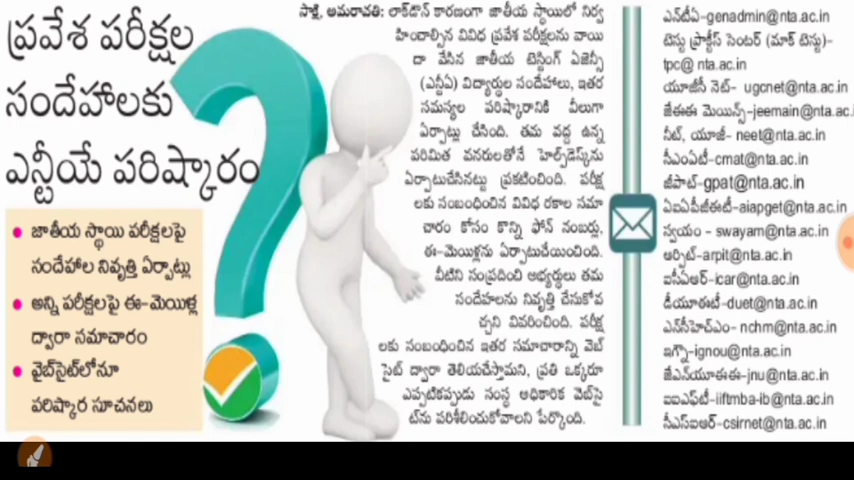 ప్రవేశ పరీక్షల
సందేహాలకు
ఎన్టీయే పరిష్కారం
● జాతీయ స్థాయి పరీక్షలపై
సందేహాల నివృత్తి ఏర్పాట్లు
● అన్ని పరీక్షలపై ఈ-మెయిళ్ల
ద్వారా సమాచారం
● వైబ్‌సైట్‌లోనూ
పరిష్కార సూచనలు
సాక్షి, అమరావతి: లాక్‌డౌన్ కారణంగా జాతీయ స్థాయిలో నిర్వ
హించాల్సిన వివిధ ప్రవేశ పరీక్షలను వాయి
దా వేసిన జాతీయ టెస్టింగ్ ఏజెన్సీ
(ఎన్టీఏ) విద్యార్థుల సందేహాలు, ఇతర
సమస్యల పరిష్కారానికి వీలుగా
ఏర్పాట్లు చేసింది. తమ వద్ద ఉన్న
పరిమిత వనరులతోనే హెల్ప్‌డెస్క్‌ను
ఏర్పాటుచేసినట్టు ప్రకటించింది. పరీక్ష
లకు సంబంధించిన వివిధ రకాల సమా
చారం కోసం కొన్ని ఫోన్ నంబర్లు,
ఈ-మెయిళ్లను ఏర్పాటుచేయించింది.
వీటిని సంప్రదించి అభ్యర్థులు తమ
సందేహాలను నివృత్తి చేసుకోవ
చ్చని వివరించింది. పరీక్ష
లకు సంబంధించిన ఇతర సమాచారాన్ని వెబ్
సైట్ ద్వారా తెలియచేస్తామని, ప్రతి ఒక్కరూ
ఎప్పటికప్పుడు సంస్థ అధికారిక వెబ్‌సై
ట్‌ను పరిశీలించుకోవాలని పేర్కొంది.
ఎన్‌టీఏ-genadmin@nta.ac.in
టెస్టు ప్రాక్టీస్ సెంటర్ (మాక్ టెస్టు)-
tpc@ nta.ac.in
యూజీసీ నెట్- ugcnet@nta.ac.in
జేఈఈ మెయిన్స్-jeemain@nta.ac.in
నీట్, యూజీ- neet@nta.ac.in
సీఎంఏటీ-cmat@nta.ac.in
జీపాట్-gpat@nta.ac.in
ఏఐఏపీజీఈటీ-aiapget@nta.ac.in
స్వయం - swayam@nta.ac.in
ఆర్పిట్-arpit@nta.ac.in
ఐసీఏఆర్-icar@nta.ac.in
డీయూఈటీ-duet@nta.ac.in
ఎన్‌సీహెచ్ఎం- nchm@nta.ac.in
ఇగ్నౌ-ignou@nta.ac.in
జేఎన్‌యూఈఈ-jnu@nta.ac.in
ఐఐఎఫ్‌టీ-iiftmba-ib@nta.ac.in
సీఎస్ఐఆర్-csirnet@nta.ac.in